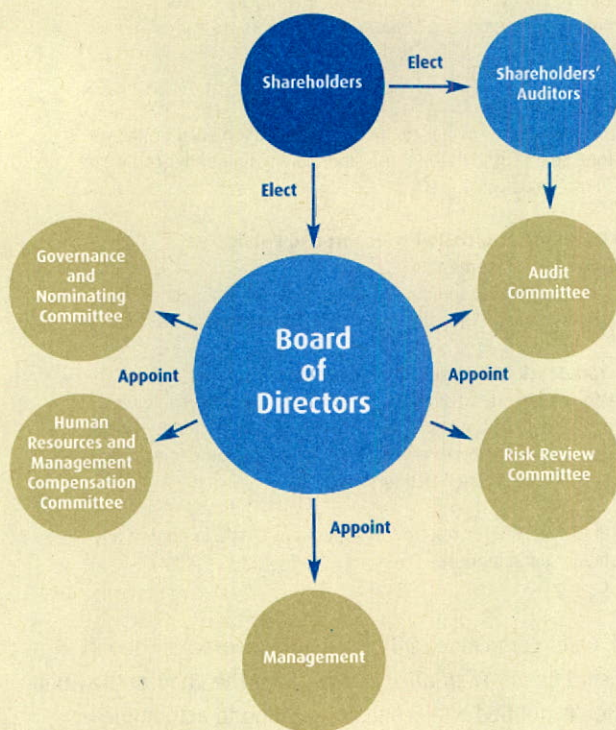 Shareholders
Elect
Shareholders'
Auditors
Elect
Governance
and
Nominating
Committee
Audit
Committee
Board
of
Directors
Appoint
Appoint
Human
Resources and
Management
Compensation
Committee
Risk Review
Committee
Appoint
Management